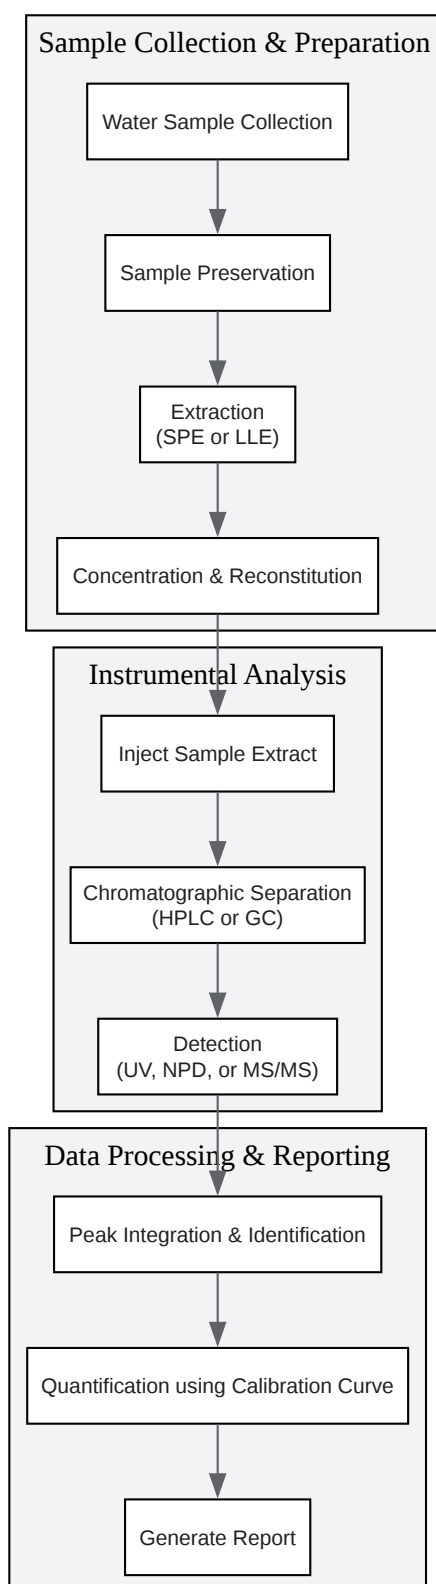 Sample Collection & Preparation
Water Sample Collection
Sample Preservation
Extraction
(SPE or LLE)
Concentration & Reconstitution
Instrumental Analysis
Inject Sample Extract
Chromatographic Separation
(HPLC or GC)
Detection
(UV, NPD, or MS/MS)
Data Processing & Reporting
Peak Integration & Identification
Quantification using Calibration Curve
Generate Report